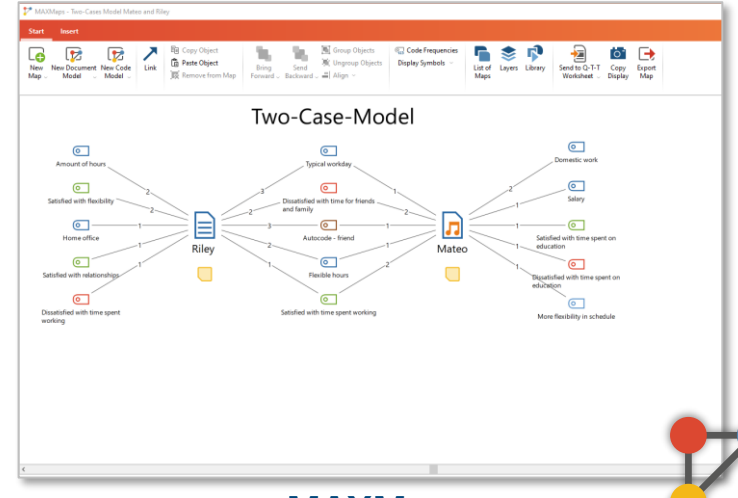 MAXMaps - Two-Cases Model Mateo and Riley
Start Insert
New Map
New Document Model
New Code Model
Link
Copy Object
Paste Object
Remove from Map
Bring Forward
Send Backward
Group Objects
Ungroup Objects
Align
Code Frequencies
Display Symbols
List of Maps
Layers
Library
Send to Q-T-T Worksheet
Copy Display
Export Map
Two-Case-Model
Amount of hours
Typical workday
Domestic work
2
3
1
2
Satisfied with flexibility
Dissatisfied with time for friends
and family
Salary
2
2
2
1
Home office
1
Riley
3
Autocode - friend
1
Mateo
1
Satisfied with time spent on
education
Satisfied with relationships
1
2
Flexible hours
1
1
Dissatisfied with time spent on
education
Dissatisfied with time spent
working
1
1
Satisfied with time spent working
2
1
More flexibility in schedule